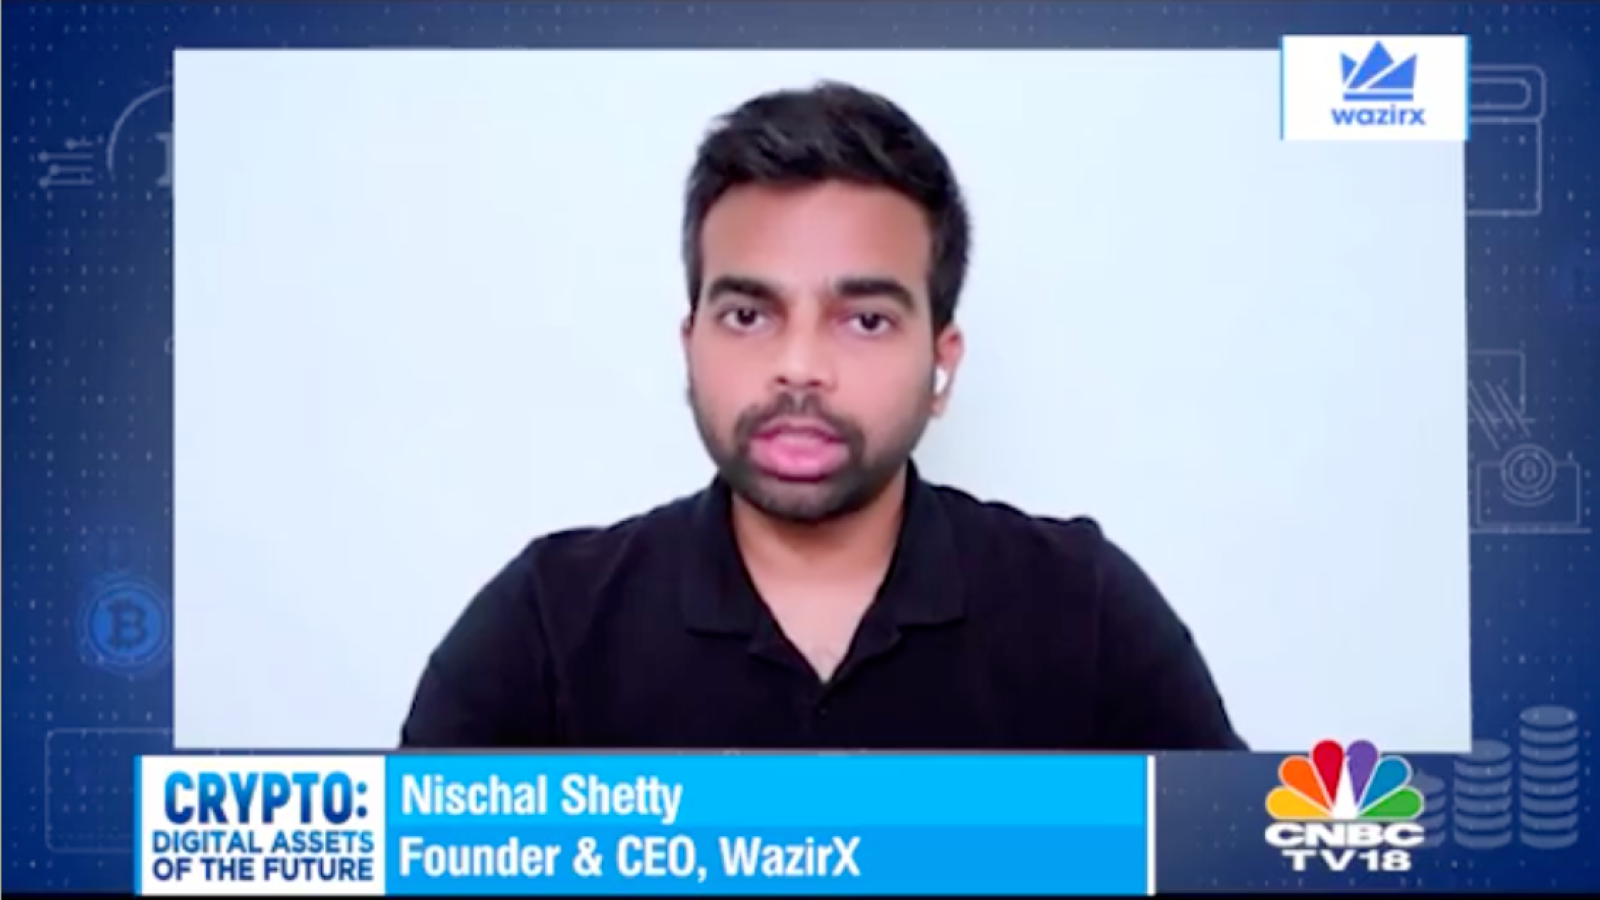 wazirx
CRYPTO:
DIGITAL ASSETS
OF THE FUTURE
Nischal Shetty
Founder & CEO, WazirX
CNBC
TV18